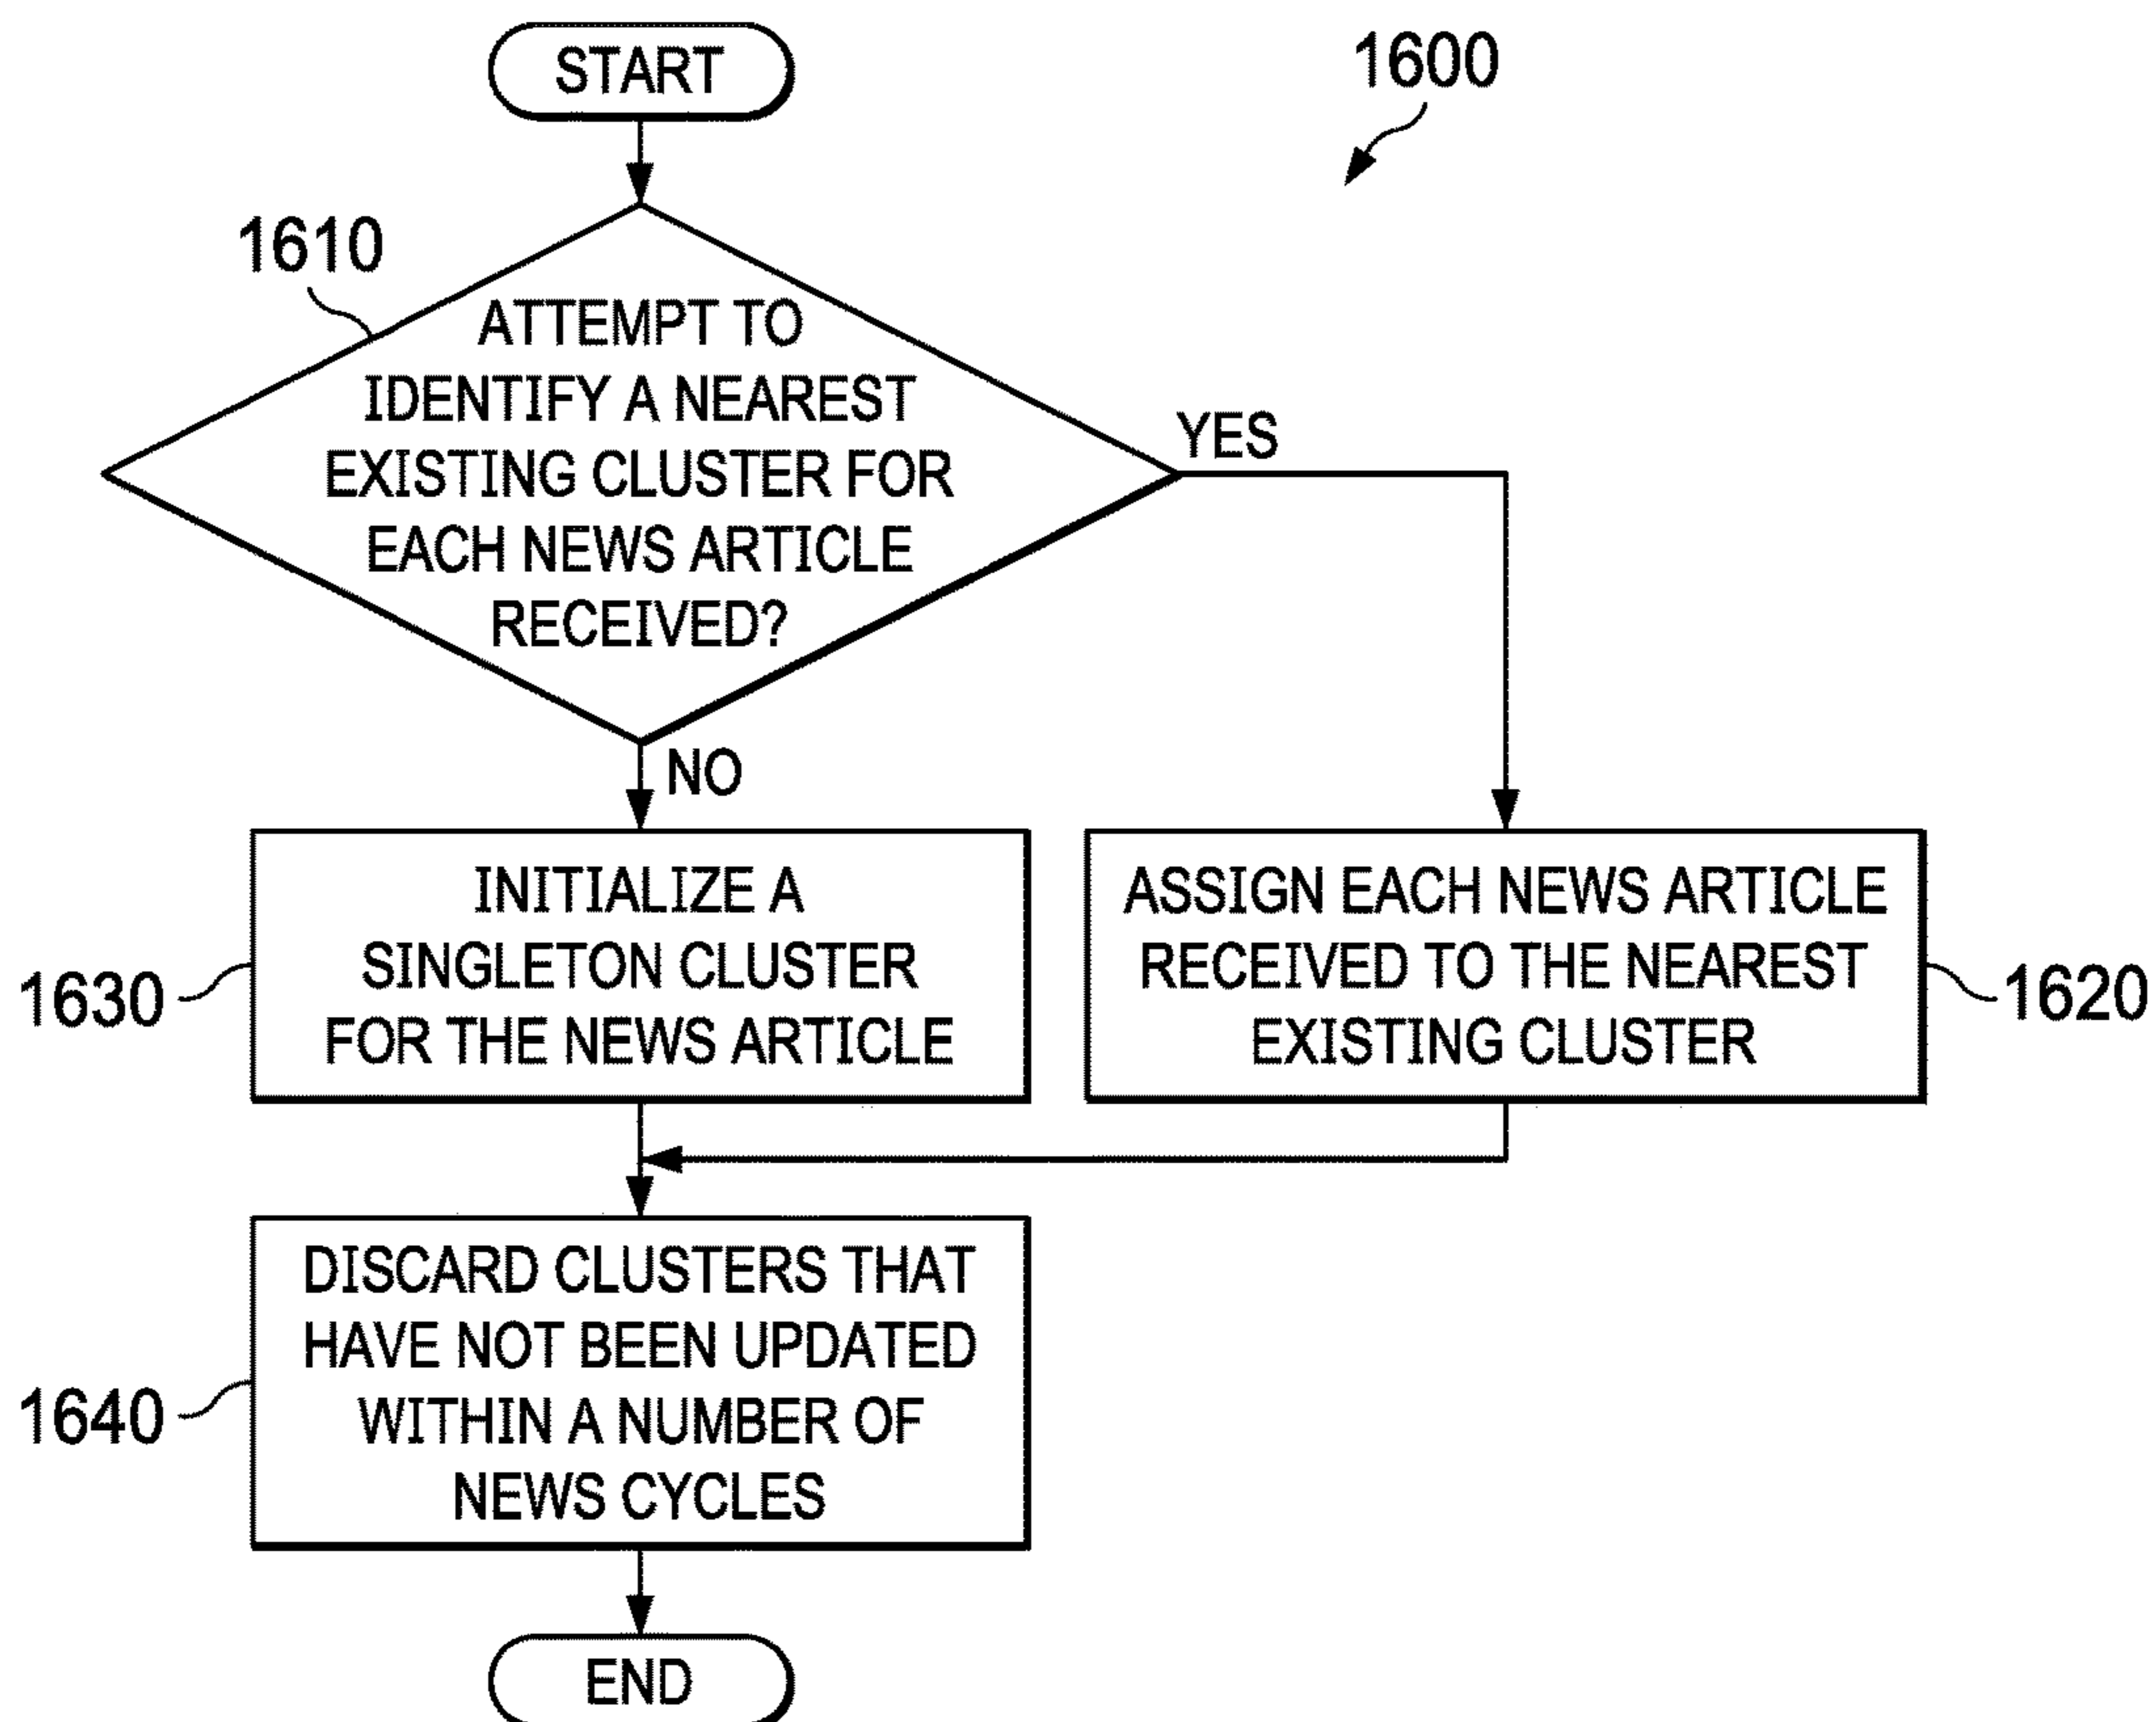 START
1600
1610
ATTEMPT TO
IDENTIFY A NEAREST
EXISTING CLUSTER FOR
EACH NEWS ARTICLE
RECEIVED?
YES
NO
INITIALIZE A
SINGLETON CLUSTER
FOR THE NEWS ARTICLE
1630
ASSIGN EACH NEWS ARTICLE
RECEIVED TO THE NEAREST
EXISTING CLUSTER
1620
DISCARD CLUSTERS THAT
HAVE NOT BEEN UPDATED
WITHIN A NUMBER OF
NEWS CYCLES
1640
END